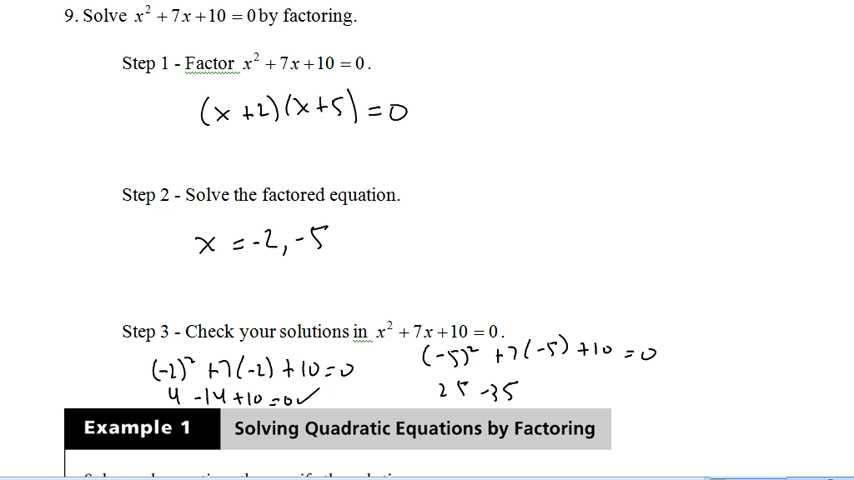 9. Solve x² + 7x + 10 = 0 by factoring.
Step 1 - Factor x² + 7x + 10 = 0.
(x + 2)(x + 5) = 0
Step 2 - Solve the factored equation.
x = -2, -5
Step 3 - Check your solutions in x² + 7x + 10 = 0.
(-2)² + 7(-2) + 10 = 0
4 - 14 + 10 = 0 ✓
(-5)² + 7(-5) + 10 = 0
25 - 35
Example 1 Solving Quadratic Equations by Factoring